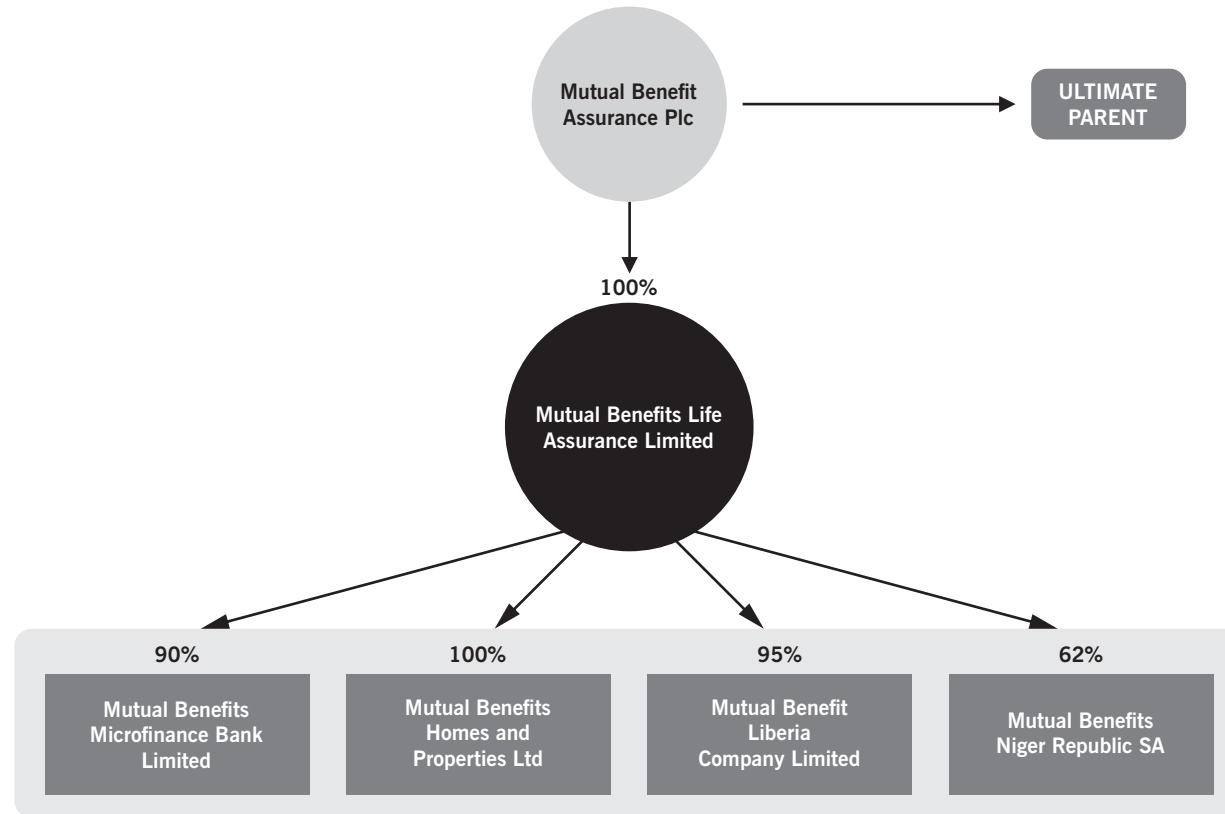 Mutual Benefit
Assurance Plc
ULTIMATE
PARENT
100%
Mutual Benefits Life
Assurance Limited
90%
100%
95%
62%
Mutual Benefits
Microfinance Bank
Limited
Mutual Benefits
Homes and
Properties Ltd
Mutual Benefit
Liberia
Company Limited
Mutual Benefits
Niger Republic SA